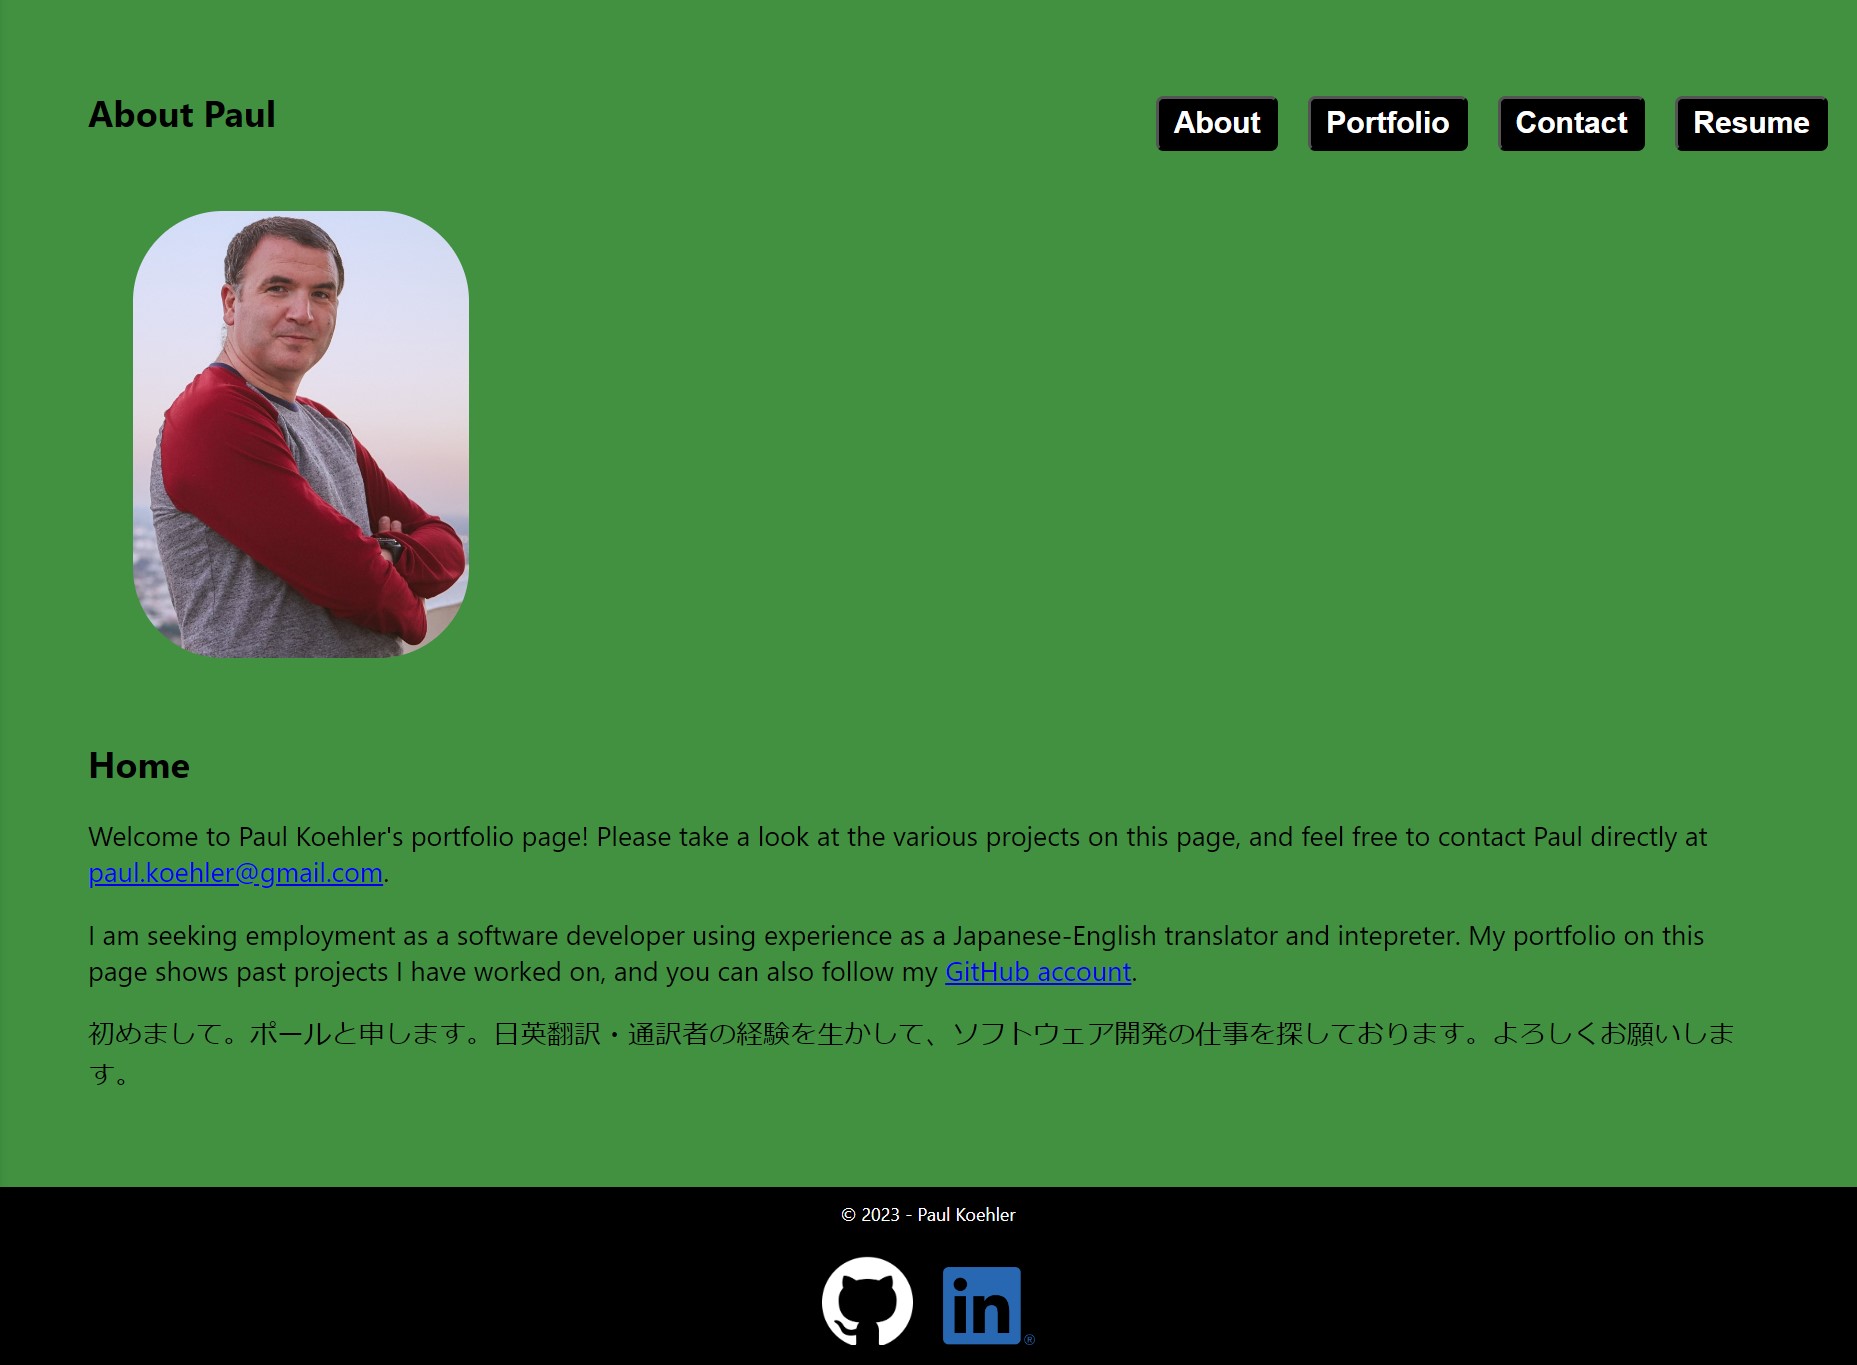 About Paul
About
Portfolio
Contact
Resume
Home
Welcome to Paul Koehler's portfolio page! Please take a look at the various projects on this page, and feel free to contact Paul directly at
paul.koehler@gmail.com.
I am seeking employment as a software developer using experience as a Japanese-English translator and intepreter. My portfolio on this
page shows past projects I have worked on, and you can also follow my GitHub account.
初めまして。ポールと申します。日英翻訳・通訳者の経験を生かして、ソフトウェア開発の仕事を探しております。よろしくお願いしま
す。
© 2023 - Paul Koehler
in ®